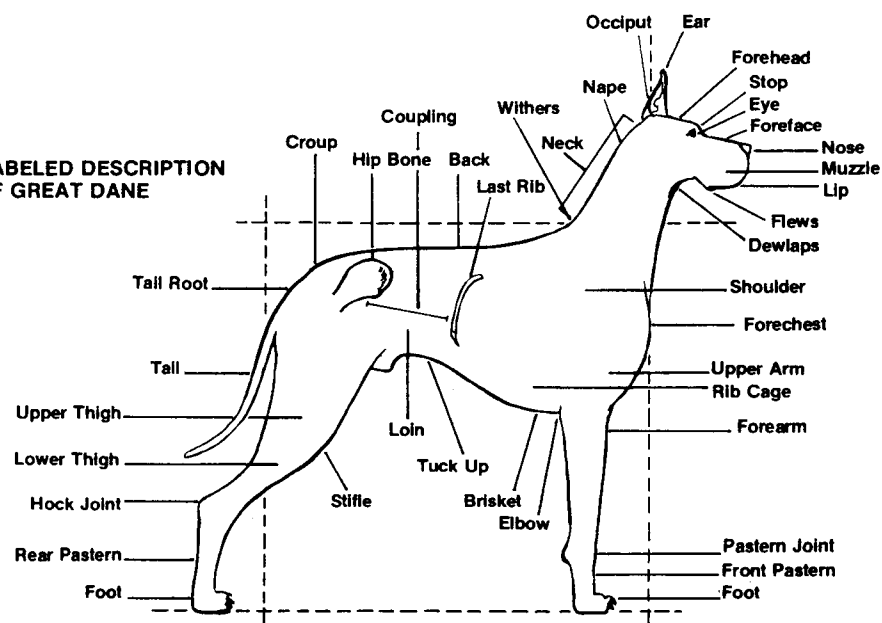 Occiput
Ear
Forehead
Stop
Eye
Foreface
Nose
Muzzle
Lip
Flews
Dewlaps
Nape
Withers
Neck
Coupling
Croup
Hip Bone
Back
Last Rib
ABELED DESCRIPTION
F GREAT DANE
Tail Root
Shoulder
Forechest
Tail
Upper Arm
Rib Cage
Upper Thigh
Loin
Forearm
Lower Thigh
Tuck Up
Hock Joint
Stifle
Brisket
Elbow
Rear Pastern
Pastern Joint
Front Pastern
Foot
Foot